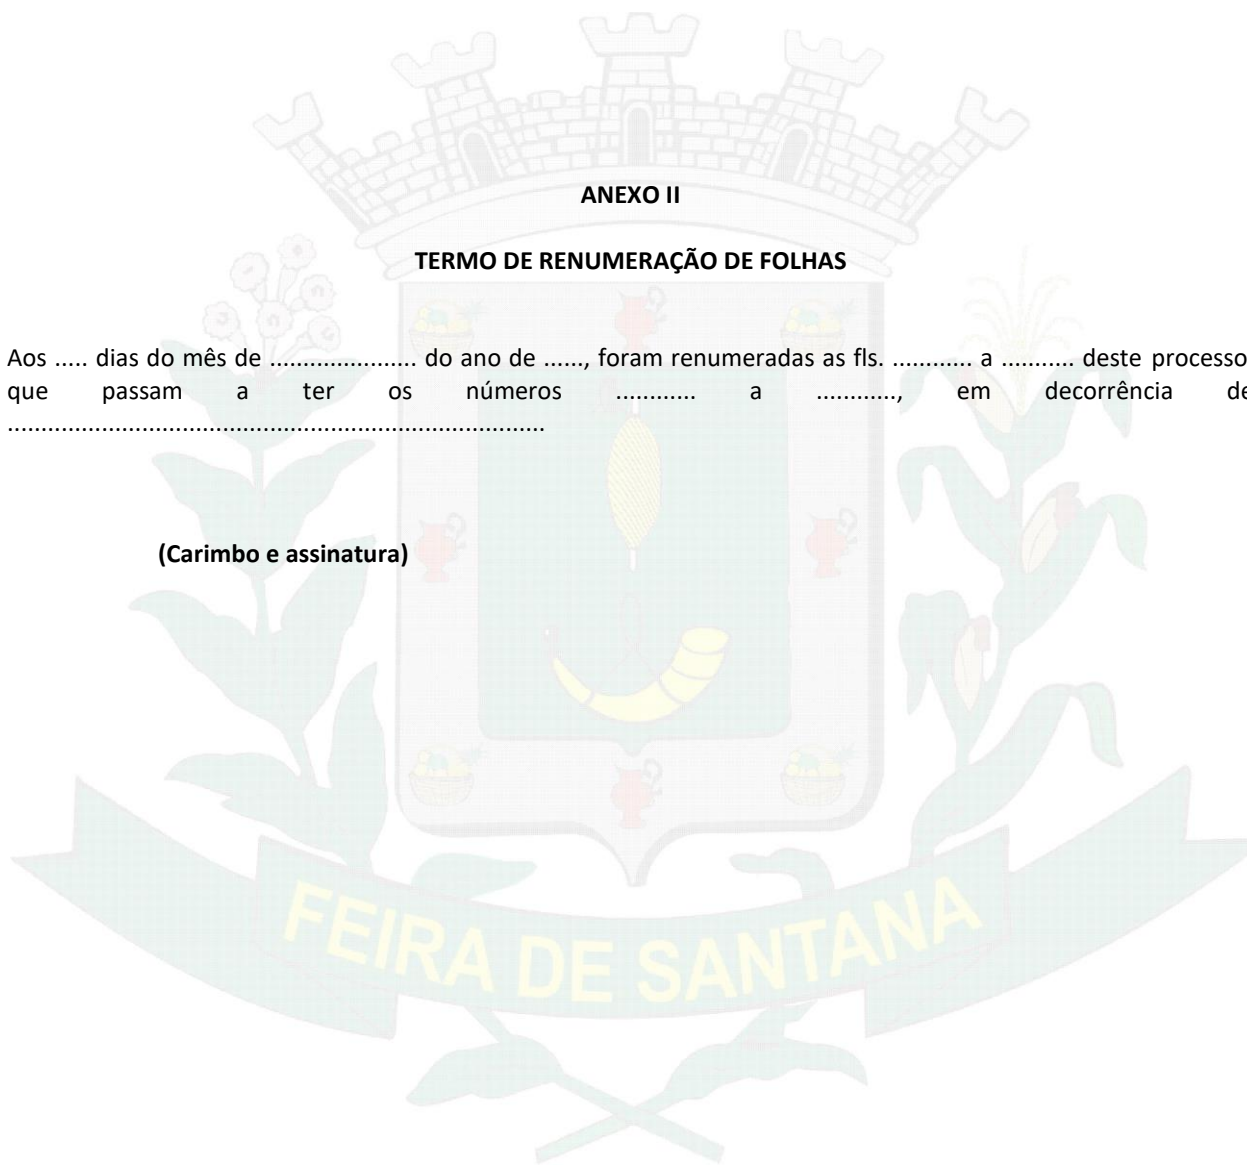 ANEXO II
TERMO DE RENUMERAÇÃO DE FOLHAS
Aos ..... dias do mês de ...................... do ano de ......, foram renumeradas as fls. ............ a ........... deste processo
que passam a ter os números ............ a ............, em decorrência de
................................................................................
(Carimbo e assinatura)
FEIRA DE SANTANA